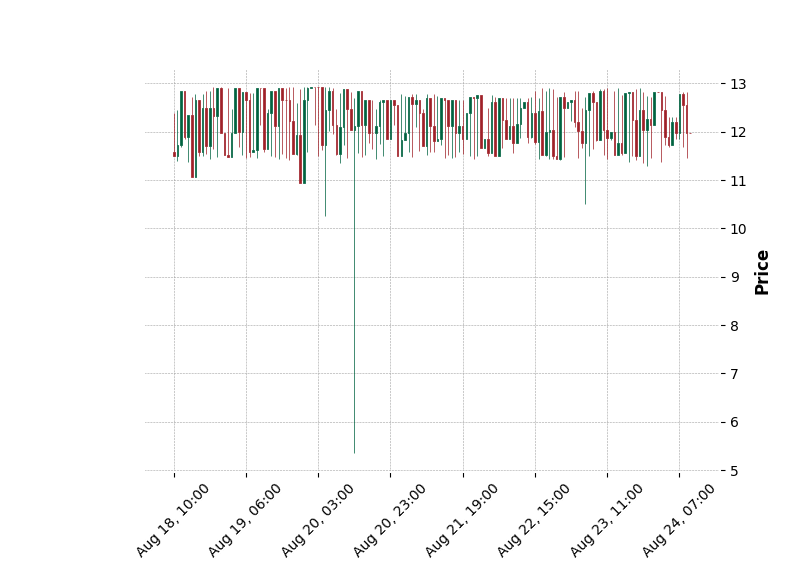 13
12
11
10
9
8
7
6
5
Price
Aug 18, 10:00
Aug 19, 06:00
Aug 20, 03:00
Aug 20, 23:00
Aug 21, 19:00
Aug 22, 15:00
Aug 23, 11:00
Aug 24, 07:00